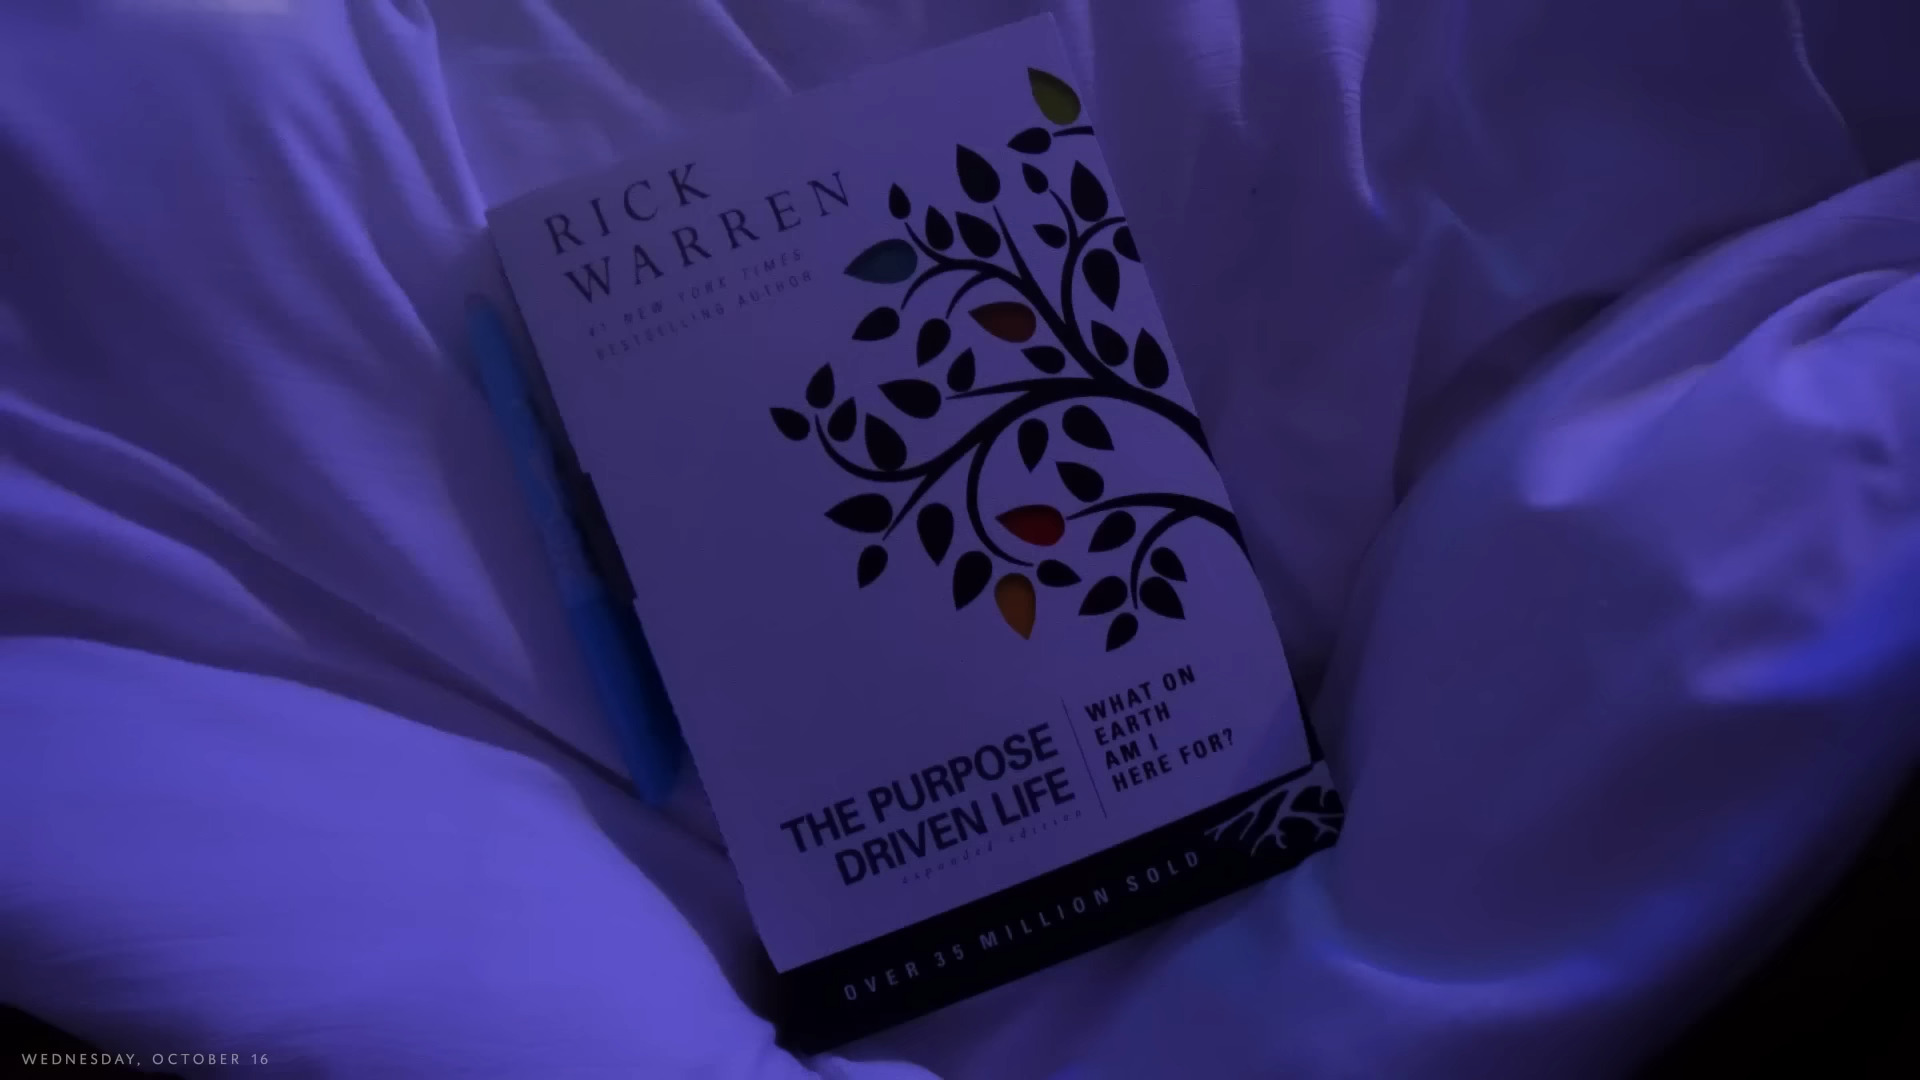 RICK
WARREN
#1 NEW YORK TIMES
BESTSELLING AUTHOR
THE PURPOSE
DRIVEN LIFE
expanded edition
WHAT ON
EARTH
AM I
HERE FOR?
OVER 35 MILLION SOLD
WEDNESDAY, OCTOBER 16